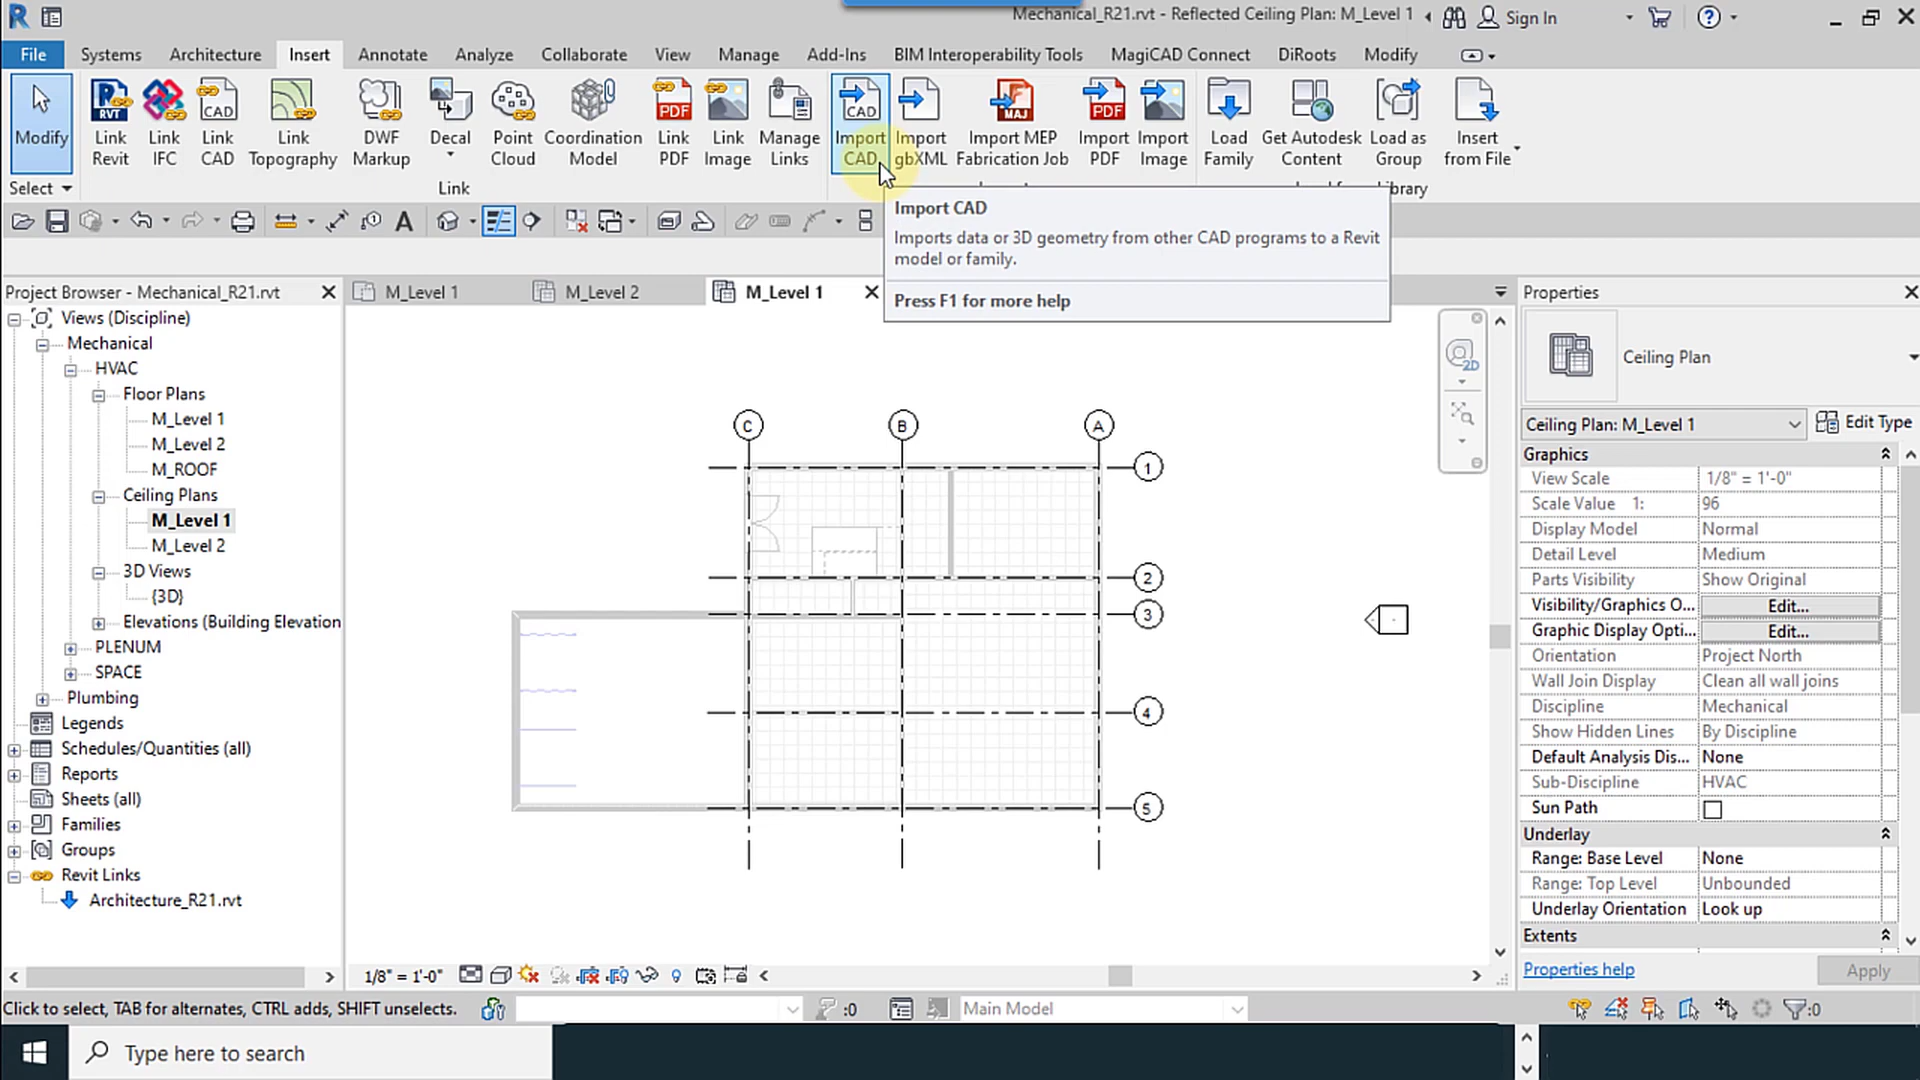 Mechanical_R21.rvt - Reflected Ceiling Plan: M_Level 1
Sign In
File
Systems
Architecture
Insert
Annotate
Analyze
Collaborate
View
Manage
Add-Ins
BIM Interoperability Tools
MagiCAD Connect
DiRoots
Modify
Modify
Link Revit
Link IFC
Link CAD
Link Topography
DWF Markup
Decal
Point Cloud
Coordination Model
Link PDF
Link Image
Manage Links
Import CAD
Import gbXML
Import MEP Fabrication Job
Import PDF
Import Image
Load Family
Get Autodesk Content
Load as Group
Insert from File
Select
Link
Import CAD
Imports data or 3D geometry from other CAD programs to a Revit
model or family.
Press F1 for more help
Project Browser - Mechanical_R21.rvt
Views (Discipline)
Mechanical
HVAC
Floor Plans
M_Level 1
M_Level 2
M_ROOF
Ceiling Plans
M_Level 1
M_Level 2
3D Views
{3D}
Elevations (Building Elevation
PLENUM
SPACE
Plumbing
Legends
Schedules/Quantities (all)
Reports
Sheets (all)
Families
Groups
Revit Links
Architecture_R21.rvt
M_Level 1
M_Level 2
M_Level 1
C
B
A
1
2
3
4
5
2D
Properties
Ceiling Plan
Ceiling Plan: M_Level 1
Edit Type
Graphics
View Scale 1/8" = 1'-0"
Scale Value 1: 96
Display Model Normal
Detail Level Medium
Parts Visibility Show Original
Visibility/Graphics O... Edit...
Graphic Display Opti... Edit...
Orientation Project North
Wall Join Display Clean all wall joins
Discipline Mechanical
Show Hidden Lines By Discipline
Default Analysis Dis... None
Sub-Discipline HVAC
Sun Path
Underlay
Range: Base Level None
Range: Top Level Unbounded
Underlay Orientation Look up
Extents
Properties help
Apply
1/8" = 1'-0"
Click to select, TAB for alternates, CTRL adds, SHIFT unselects.
:0
Main Model
:0
Type here to search